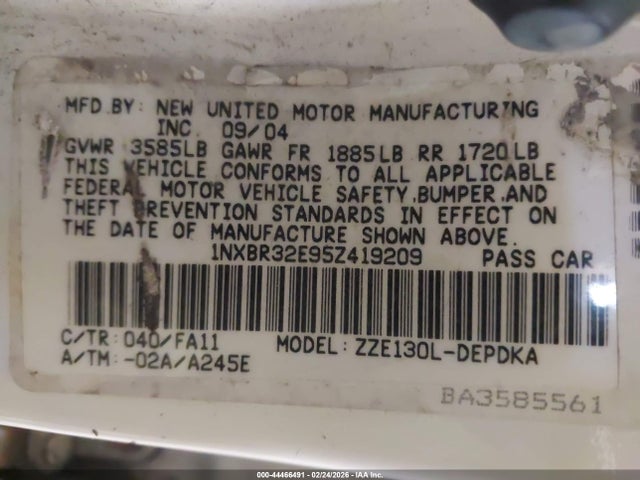 MFD.BY: NEW UNITED MOTOR MANUFACTURING
INC. 09/04
GVWR 3585LB GAWR FR 1885LB RR 1720LB
THIS VEHICLE CONFORMS TO ALL APPLICABLE
FEDERAL MOTOR VEHICLE SAFETY,BUMPER,AND
THEFT PREVENTION STANDARDS IN EFFECT ON
THE DATE OF MANUFACTURE SHOWN ABOVE.
1NXBR32E95Z419209 PASS CAR
C/TR: 040/FA11 MODEL: ZZE130L-DEPDKA
A/TM: -02A/A245E
BA3585561
000-44466491 - 02/24/2026 - IAA Inc.